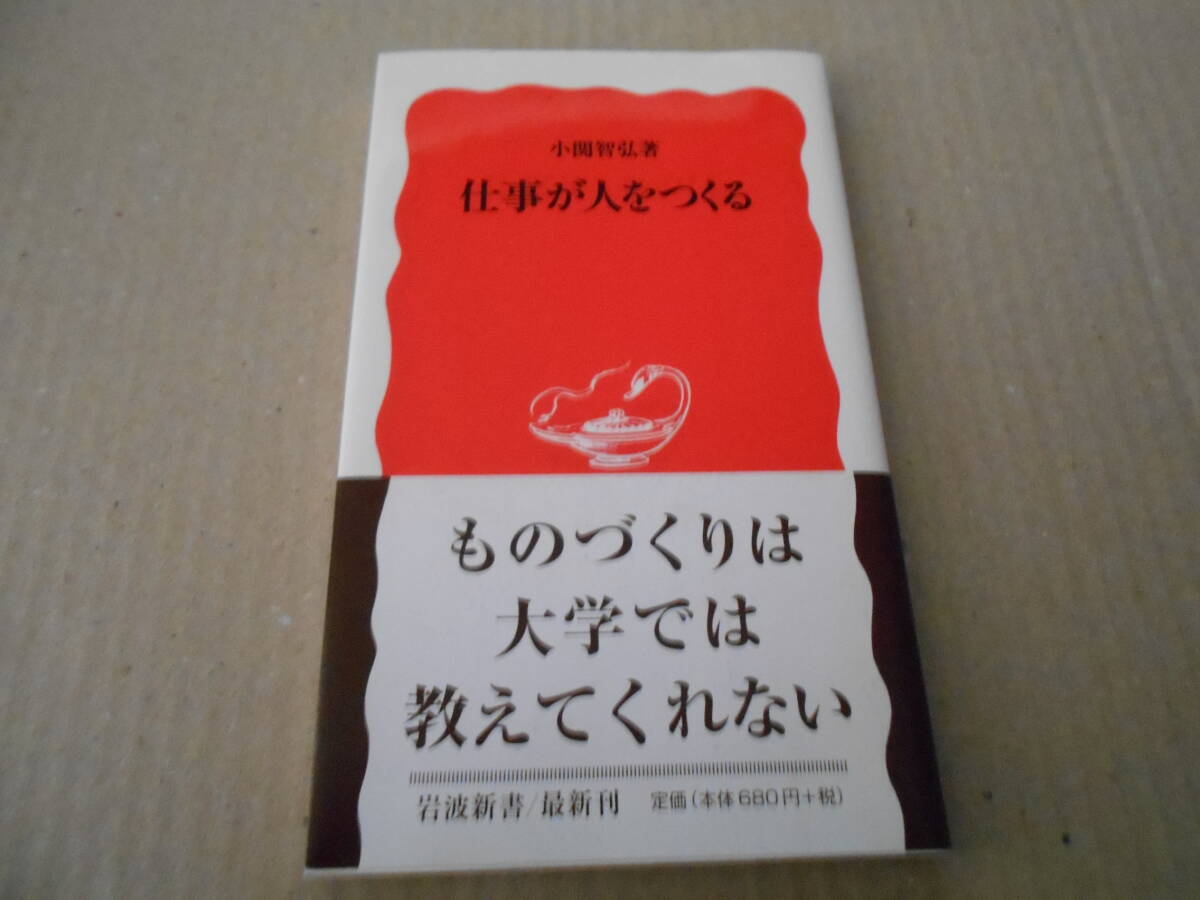 小関智弘著
仕事が人をつくる
ものづくりは
大学では
教えてくれない
岩波新書/最新刊 定価(本体680円+税)